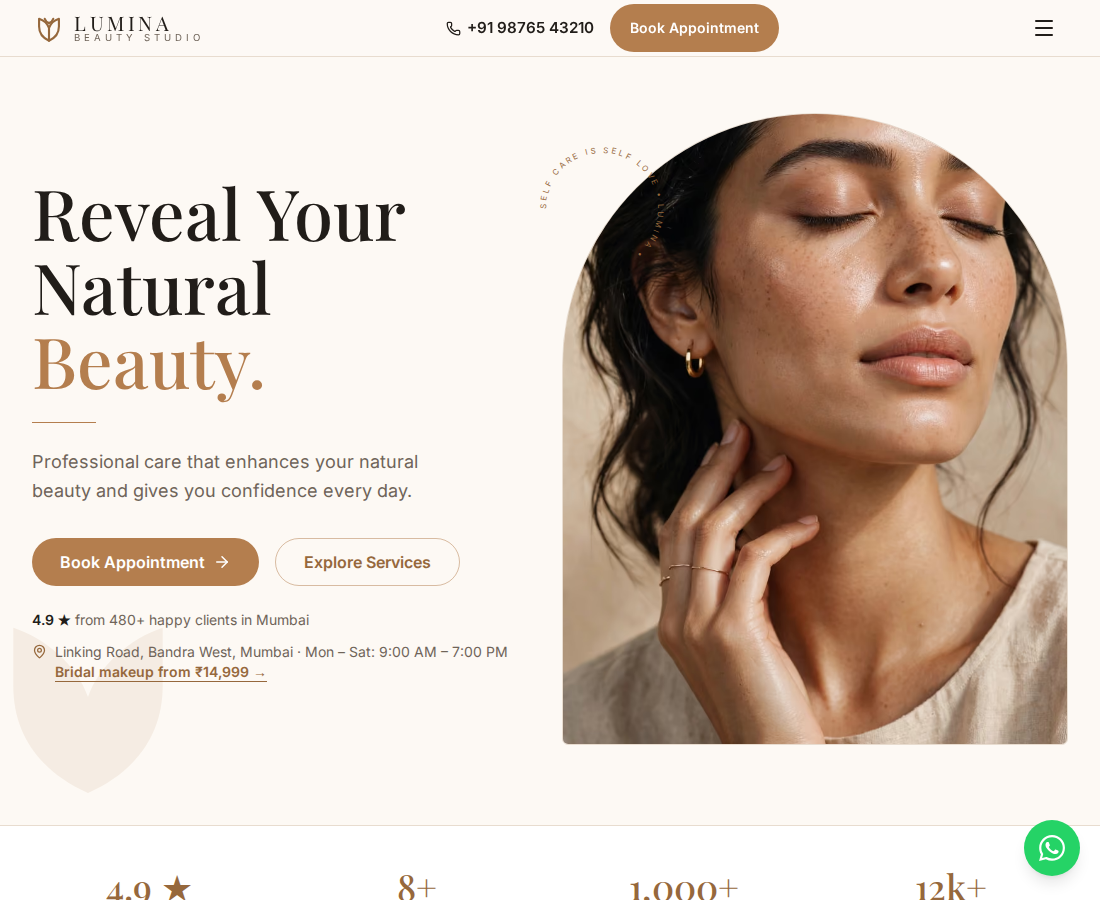 LUMINA
BEAUTY STUDIO
+91 98765 43210
Book Appointment
SELF CARE IS SELF LOVE • LUMINA •
Reveal Your
Natural
Beauty.
Professional care that enhances your natural
beauty and gives you confidence every day.
Book Appointment →
Explore Services
4.9 ★ from 480+ happy clients in Mumbai
Linking Road, Bandra West, Mumbai · Mon – Sat: 9:00 AM – 7:00 PM
Bridal makeup from ₹14,999 →
4.9 ★
8+
1,000+
12k+